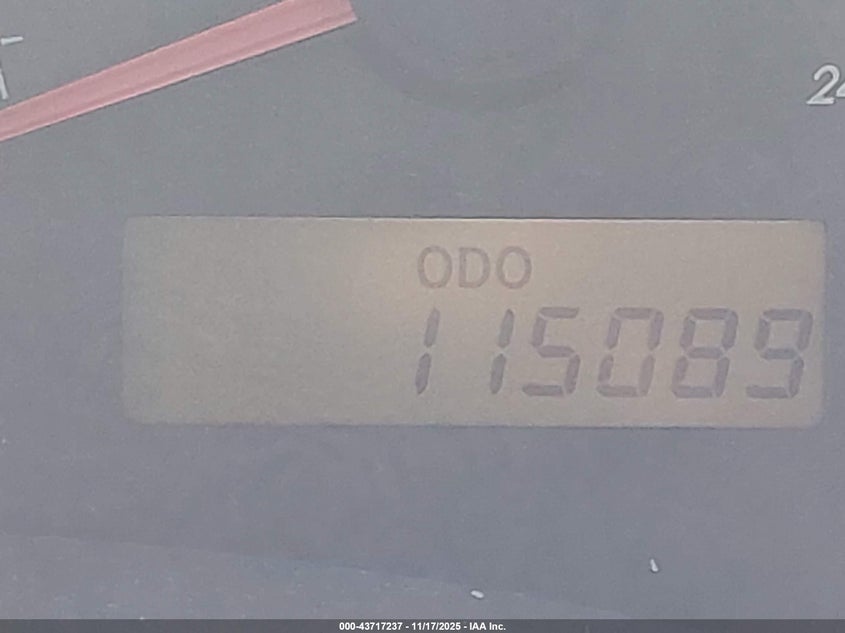 24
ODO
115089
000-43717237 - 11/17/2025 - IAA Inc.